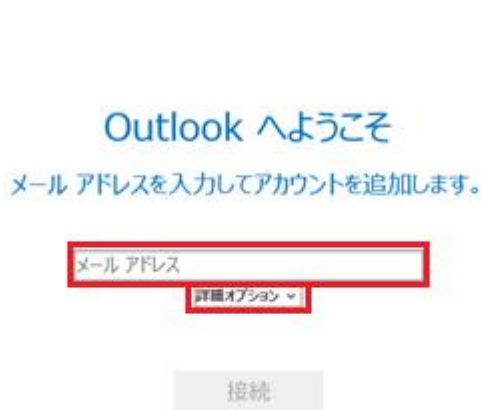 Outlook へようこそ
メール アドレスを入力してアカウントを追加します。
メール アドレス
詳細オプション
接続